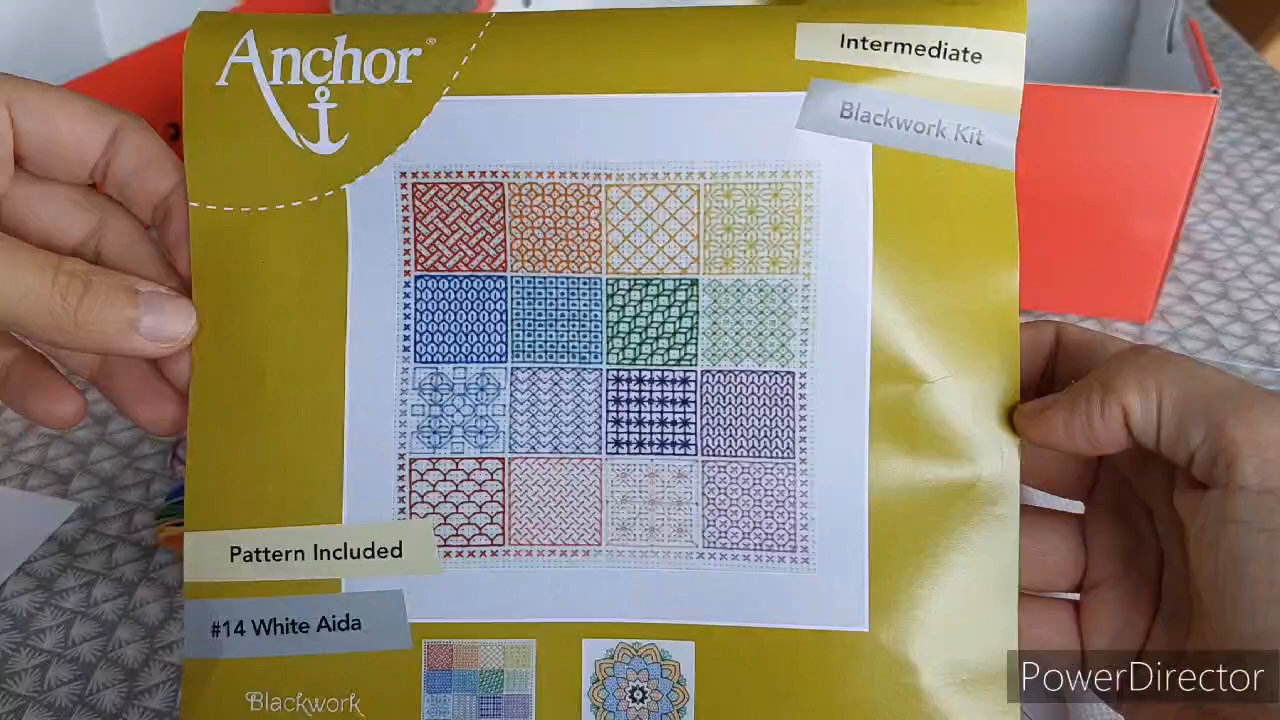 Anchor®
Intermediate
Blackwork Kit
Pattern Included
#14 White Aida
Blackwork
PowerDirector